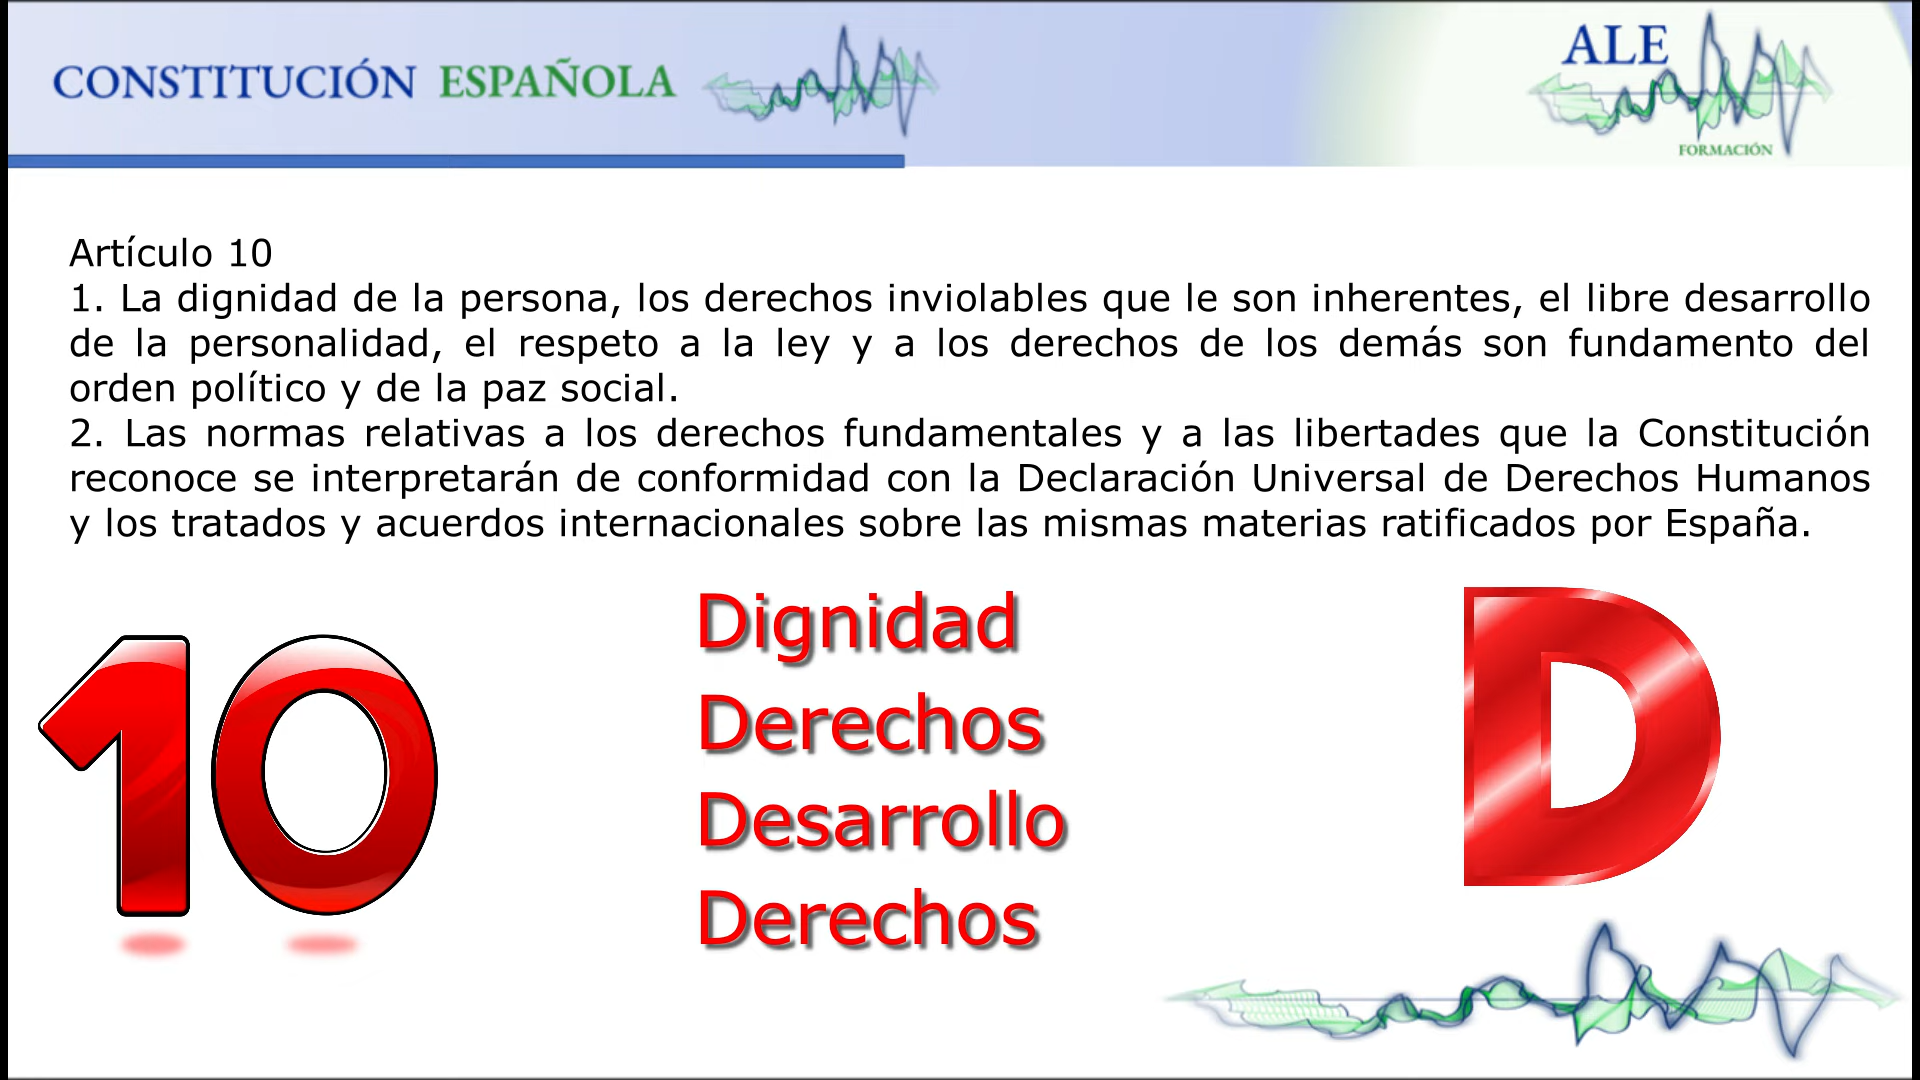 CONSTITUCIÓN ESPAÑOLA
ALE
FORMACIÓN
Artículo 10
1. La dignidad de la persona, los derechos inviolables que le son inherentes, el libre desarrollo
de la personalidad, el respeto a la ley y a los derechos de los demás son fundamento del
orden político y de la paz social.
2. Las normas relativas a los derechos fundamentales y a las libertades que la Constitución
reconoce se interpretarán de conformidad con la Declaración Universal de Derechos Humanos
y los tratados y acuerdos internacionales sobre las mismas materias ratificados por España.
10
Dignidad
Derechos
Desarrollo
Derechos
D